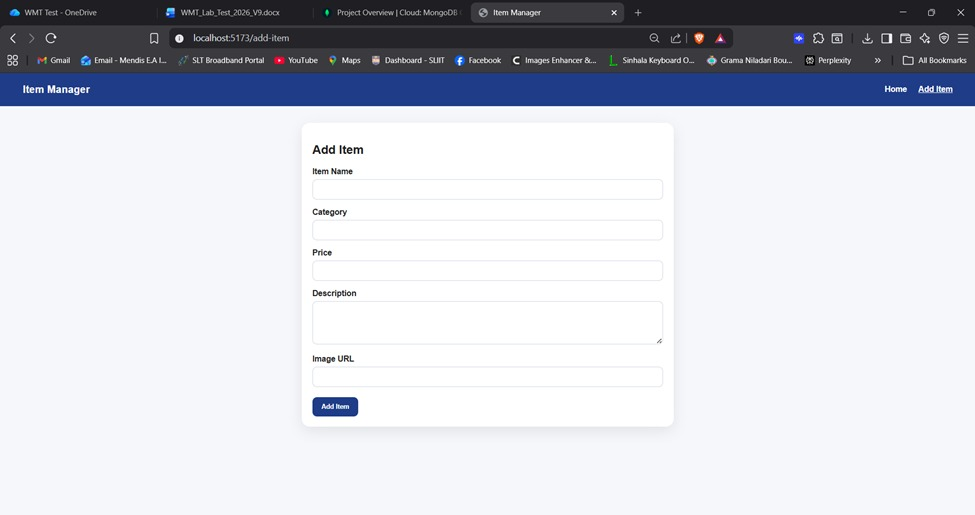 WMT Test - OneDrive
WMT_Lab_Test_2026_V9.docx
Project Overview | Cloud: MongoDB
Item Manager
localhost:5173/add-item
Gmail
Email - Mendis E.A I...
SLT Broadband Portal
YouTube
Maps
Dashboard - SLIIT
Facebook
Images Enhancer &...
Sinhala Keyboard O...
Grama Niladari Bou...
Perplexity
All Bookmarks
Item Manager
Home
Add Item
Add Item
Item Name
Category
Price
Description
Image URL
Add Item